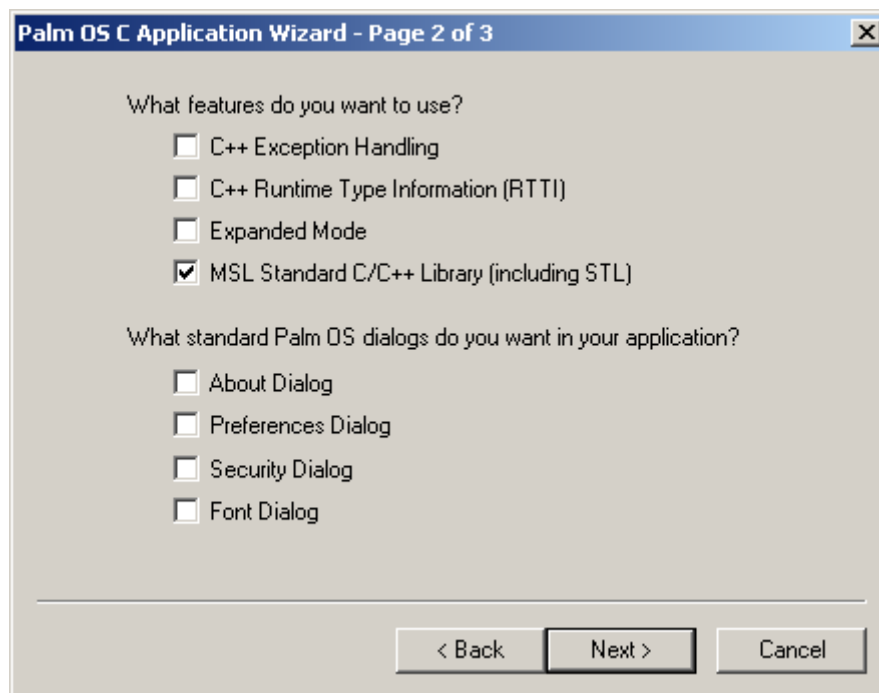 Palm OS C Application Wizard - Page 2 of 3
What features do you want to use?
C++ Exception Handling
C++ Runtime Type Information (RTTI)
Expanded Mode
MSL Standard C/C++ Library (including STL)
What standard Palm OS dialogs do you want in your application?
About Dialog
Preferences Dialog
Security Dialog
Font Dialog
< Back Next > Cancel